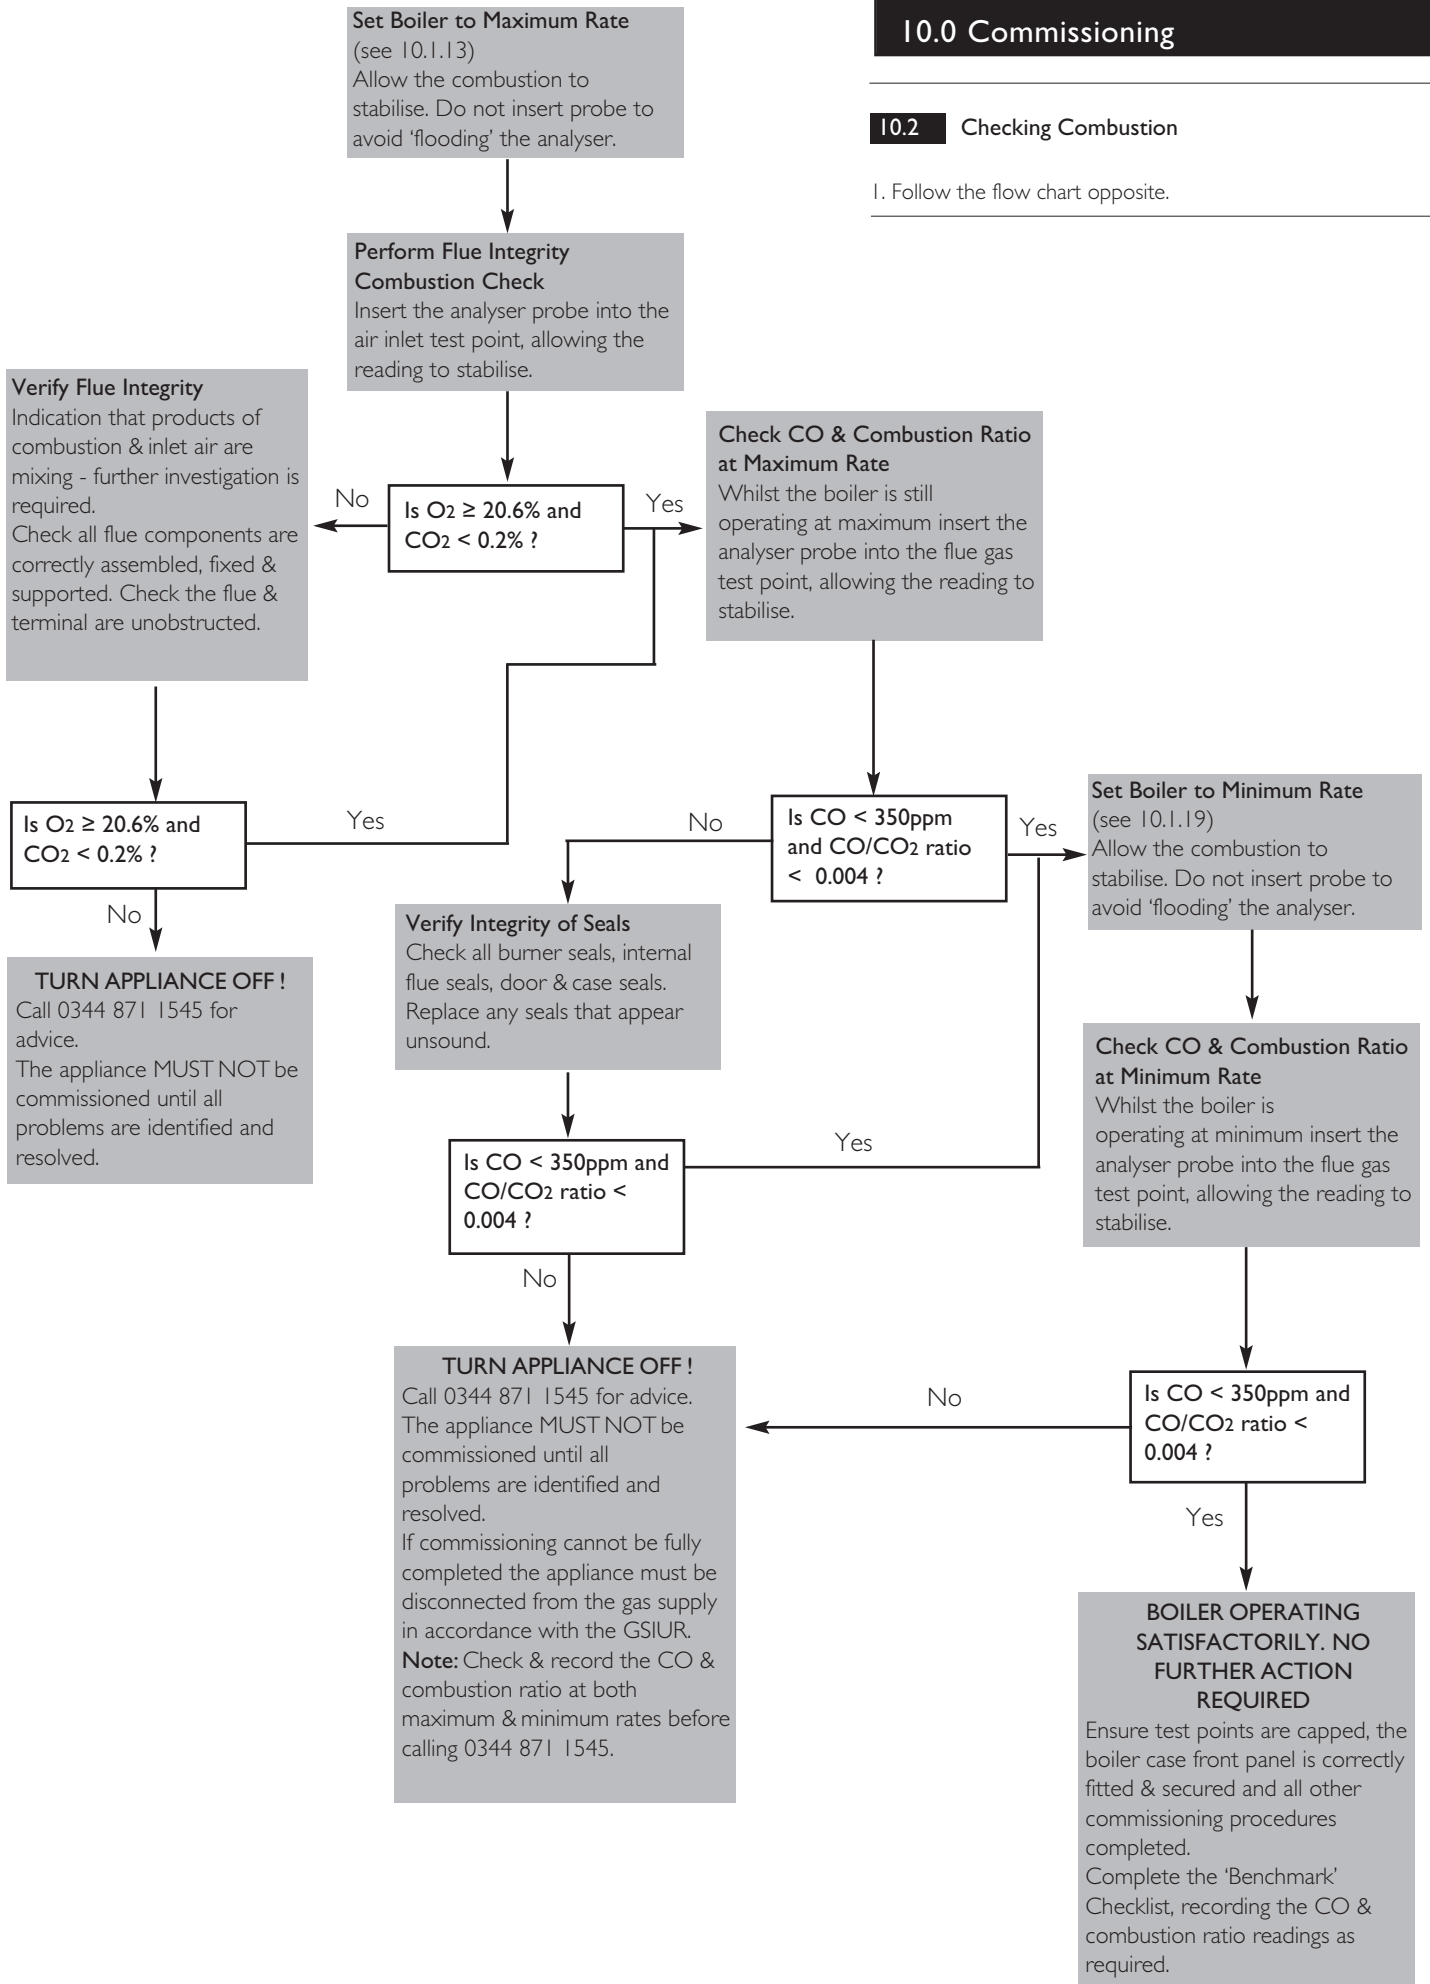 10.0 Commissioning
10.2 Checking Combustion
1. Follow the flow chart opposite.
Set Boiler to Maximum Rate
(see 10.1.13)
Allow the combustion to
stabilise. Do not insert probe to
avoid ‘flooding’ the analyser.
Perform Flue Integrity
Combustion Check
Insert the analyser probe into the
air inlet test point, allowing the
reading to stabilise.
Is O2 ≥ 20.6% and
CO2 < 0.2% ?
No
Yes
Verify Flue Integrity
Indication that products of
combustion & inlet air are
mixing - further investigation is
required.
Check all flue components are
correctly assembled, fixed &
supported. Check the flue &
terminal are unobstructed.
Is O2 ≥ 20.6% and
CO2 < 0.2% ?
Yes
No
TURN APPLIANCE OFF !
Call 0344 871 1545 for
advice.
The appliance MUST NOT be
commissioned until all
problems are identified and
resolved.
Check CO & Combustion Ratio
at Maximum Rate
Whilst the boiler is still
operating at maximum insert the
analyser probe into the flue gas
test point, allowing the reading to
stabilise.
Is CO < 350ppm
and CO/CO2 ratio
< 0.004 ?
No
Yes
Verify Integrity of Seals
Check all burner seals, internal
flue seals, door & case seals.
Replace any seals that appear
unsound.
Is CO < 350ppm and
CO/CO2 ratio <
0.004 ?
Yes
No
TURN APPLIANCE OFF !
Call 0344 871 1545 for advice.
The appliance MUST NOT be
commissioned until all
problems are identified and
resolved.
If commissioning cannot be fully
completed the appliance must be
disconnected from the gas supply
in accordance with the GSIUR.
Note: Check & record the CO &
combustion ratio at both
maximum & minimum rates before
calling 0344 871 1545.
Set Boiler to Minimum Rate
(see 10.1.19)
Allow the combustion to
stabilise. Do not insert probe to
avoid ‘flooding’ the analyser.
Check CO & Combustion Ratio
at Minimum Rate
Whilst the boiler is
operating at minimum insert the
analyser probe into the flue gas
test point, allowing the reading to
stabilise.
Is CO < 350ppm and
CO/CO2 ratio <
0.004 ?
No
Yes
BOILER OPERATING
SATISFACTORILY. NO
FURTHER ACTION
REQUIRED
Ensure test points are capped, the
boiler case front panel is correctly
fitted & secured and all other
commissioning procedures
completed.
Complete the ‘Benchmark’
Checklist, recording the CO &
combustion ratio readings as
required.